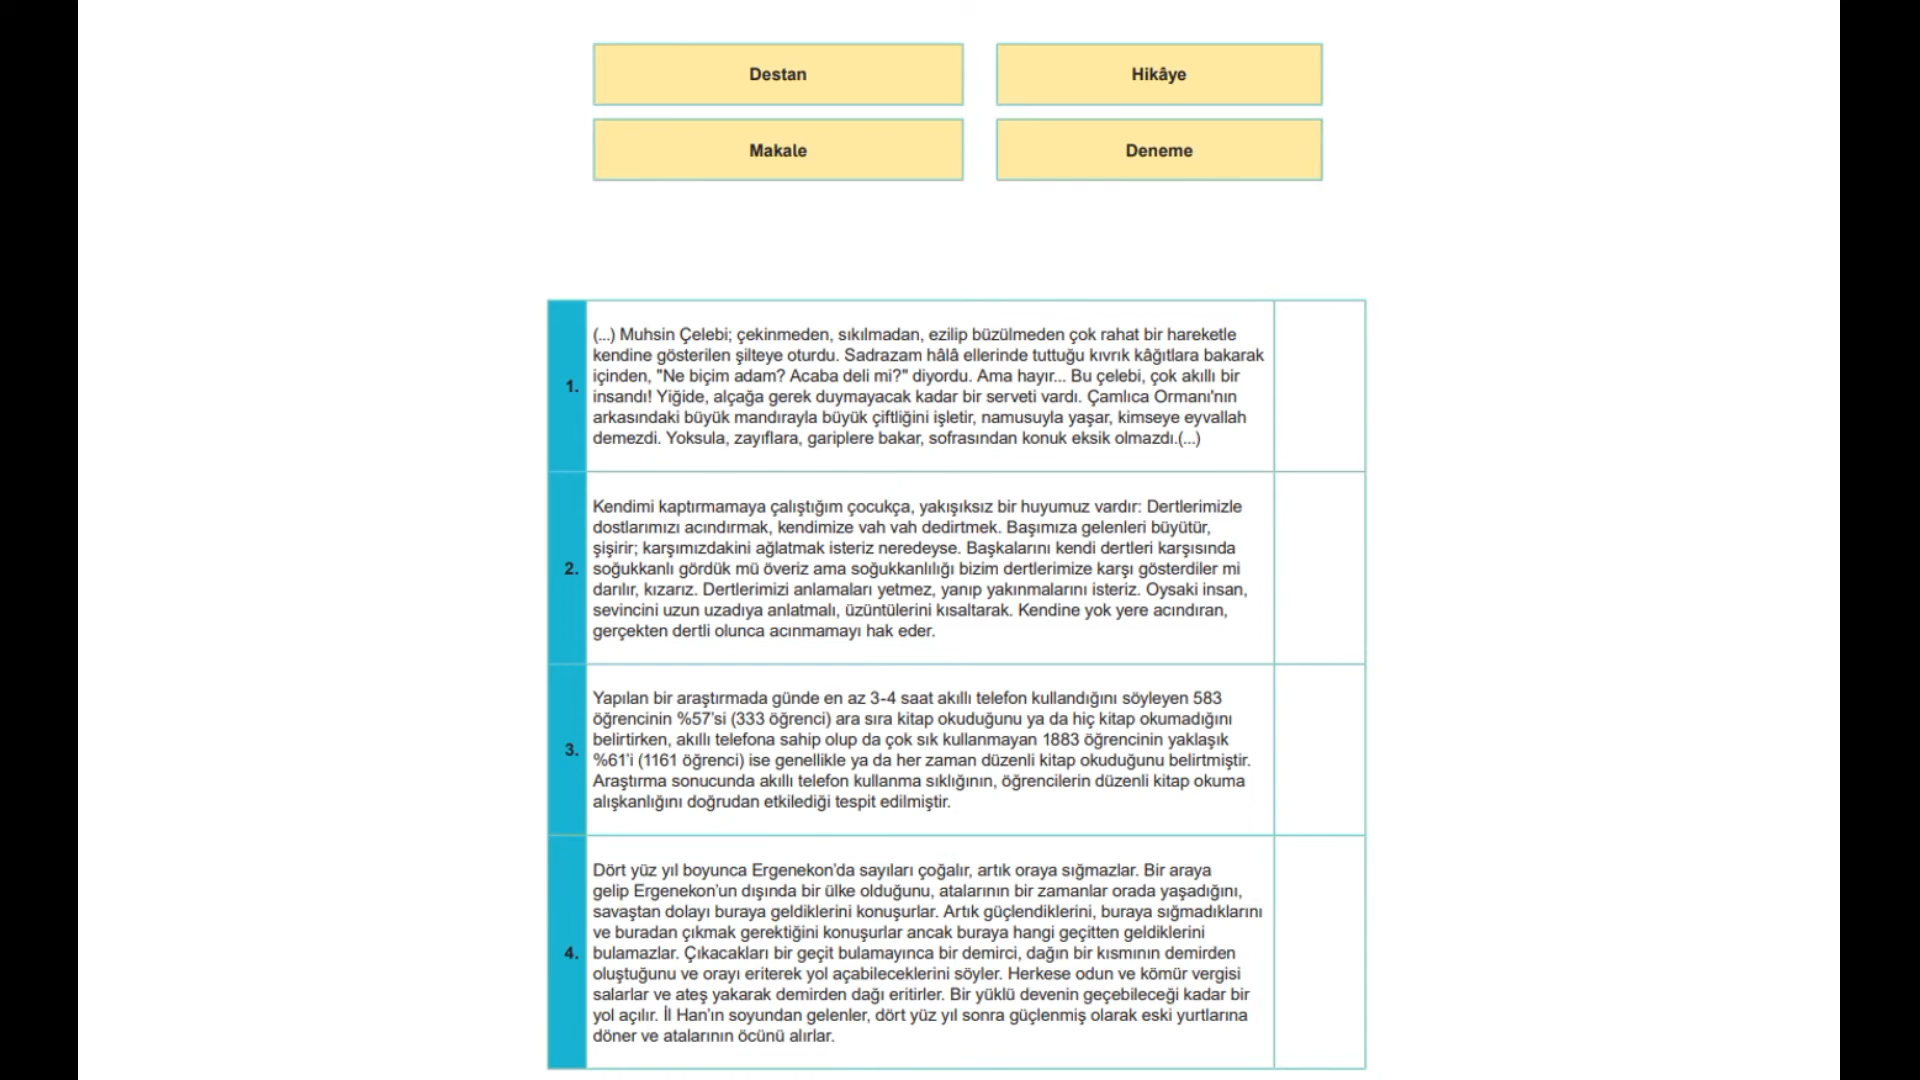 Destan
Hikâye
Makale
Deneme
1.
(...) Muhsin Çelebi; çekinmeden, sıkılmadan, ezilip büzülmeden çok rahat bir hareketle
kendine gösterilen şilteye oturdu. Sadrazam hâlâ ellerinde tuttuğu kıvrık kâğıtlara bakarak
içinden, "Ne biçim adam? Acaba deli mi?" diyordu. Ama hayır... Bu çelebi, çok akıllı bir
insandı! Yiğide, alçağa gerek duymayacak kadar bir serveti vardı. Çamlıca Ormanı'nın
arkasındaki büyük mandırayla büyük çiftliğini işletir, namusuyla yaşar, kimseye eyvallah
demezdi. Yoksula, zayıflara, gariplere bakar, sofrasından konuk eksik olmazdı.(...)
2.
Kendimi kaptırmamaya çalıştığım çocukça, yakışıksız bir huyumuz vardır: Dertlerimizle
dostlarımızı acındırmak, kendimize vah vah dedirtmek. Başımıza gelenleri büyütür,
şişirir; karşımızdakini ağlatmak isteriz neredeyse. Başkalarını kendi dertleri karşısında
soğukkanlı gördük mü överiz ama soğukkanlılığı bizim dertlerimize karşı gösterdiler mi
darılır, kızarız. Dertlerimizi anlamaları yetmez, yanıp yakınmalarını isteriz. Oysaki insan,
sevincini uzun uzadıya anlatmalı, üzüntülerini kısaltarak. Kendine yok yere acındıran,
gerçekten dertli olunca acınmamayı hak eder.
3.
Yapılan bir araştırmada günde en az 3-4 saat akıllı telefon kullandığını söyleyen 583
öğrencinin %57'si (333 öğrenci) ara sıra kitap okuduğunu ya da hiç kitap okumadığını
belirtirken, akıllı telefona sahip olup da çok sık kullanmayan 1883 öğrencinin yaklaşık
%61'i (1161 öğrenci) ise genellikle ya da her zaman düzenli kitap okuduğunu belirtmiştir.
Araştırma sonucunda akıllı telefon kullanma sıklığının, öğrencilerin düzenli kitap okuma
alışkanlığını doğrudan etkilediği tespit edilmiştir.
4.
Dört yüz yıl boyunca Ergenekon'da sayıları çoğalır, artık oraya sığmazlar. Bir araya
gelip Ergenekon'un dışında bir ülke olduğunu, atalarının bir zamanlar orada yaşadığını,
savaştan dolayı buraya geldiklerini konuşurlar. Artık güçlendiklerini, buraya sığmadıklarını
ve buradan çıkmak gerektiğini konuşurlar ancak buraya hangi geçitten geldiklerini
bulamazlar. Çıkacakları bir geçit bulamayınca bir demirci, dağın bir kısmının demirden
oluştuğunu ve orayı eriterek yol açabileceklerini söyler. Herkese odun ve kömür vergisi
salarlar ve ateş yakarak demirden dağı eritirler. Bir yüklü devenin geçebileceği kadar bir
yol açılır. İl Han'ın soyundan gelenler, dört yüz yıl sonra güçlenmiş olarak eski yurtlarına
döner ve atalarının öcünü alırlar.